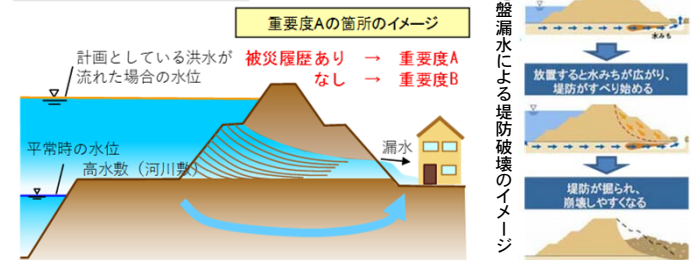 重要度Aの箇所のイメージ
被災履歴あり → 重要度A
なし → 重要度B
計画としている洪水が
流れた場合の水位
平常時の水位
高水敷（河川敷）
漏水
盤漏水による堤防破壊のイメージ
水みち
放置すると水みちが広がり、
堤防がすべり始める
堤防が掘られ、
崩壊しやすくなる